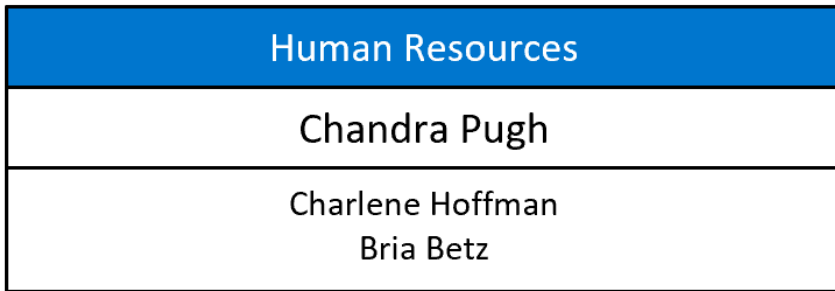 Human Resources
Chandra Pugh
Charlene Hoffman
Bria Betz